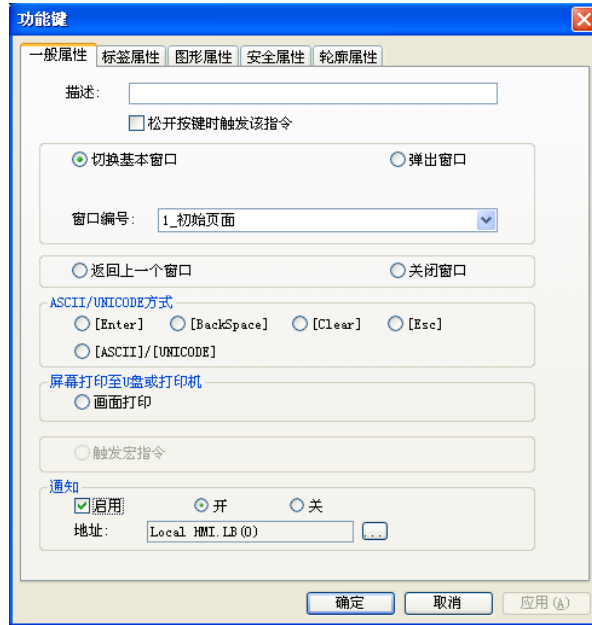 功能键
一般属性 标签属性 图形属性 安全属性 轮廓属性
描述:
松开按键时触发该指令
切换基本窗口 弹出窗口
窗口编号: 1_初始页面
返回上一个窗口 关闭窗口
ASCII/UNICODE方式
[Enter] [BackSpace] [Clear] [Esc]
[ASCII]/[UNICODE]
屏幕打印至U盘或打印机
画面打印
触发宏指令
通知
启用 开 关
地址: Local HMI.LB(0) ...
确定 取消 应用(A)